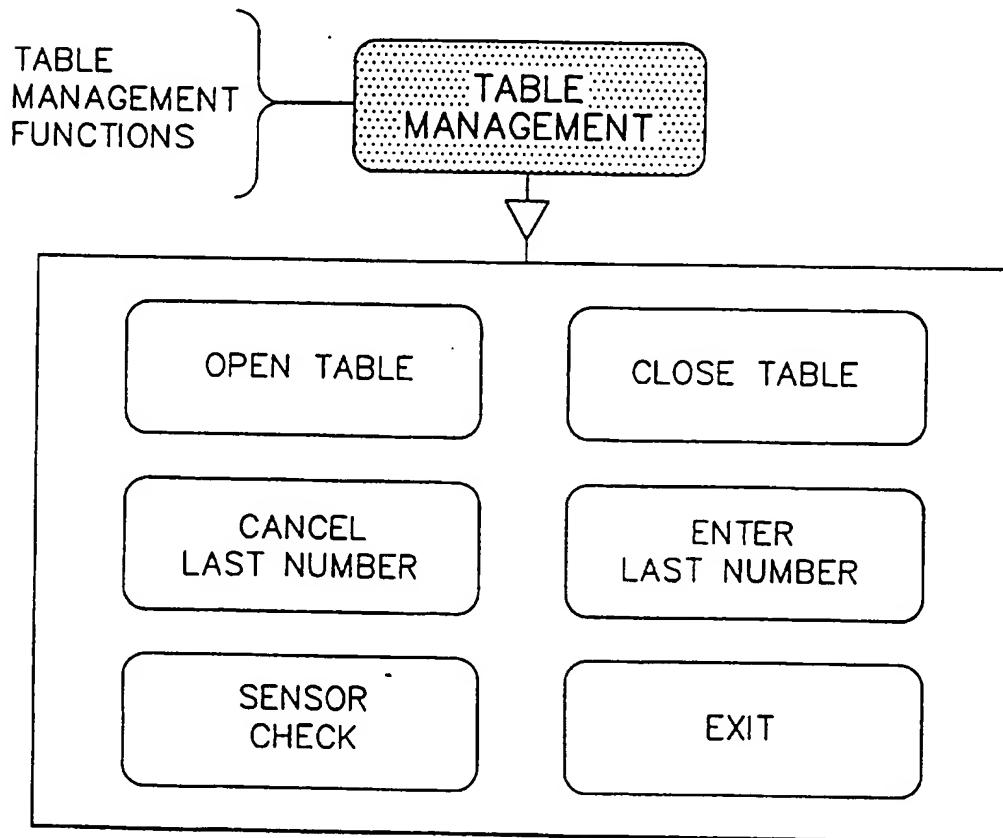 TABLE
MANAGEMENT
FUNCTIONS
TABLE
MANAGEMENT
OPEN TABLE
CLOSE TABLE
CANCEL
LAST NUMBER
ENTER
LAST NUMBER
SENSOR
CHECK
EXIT